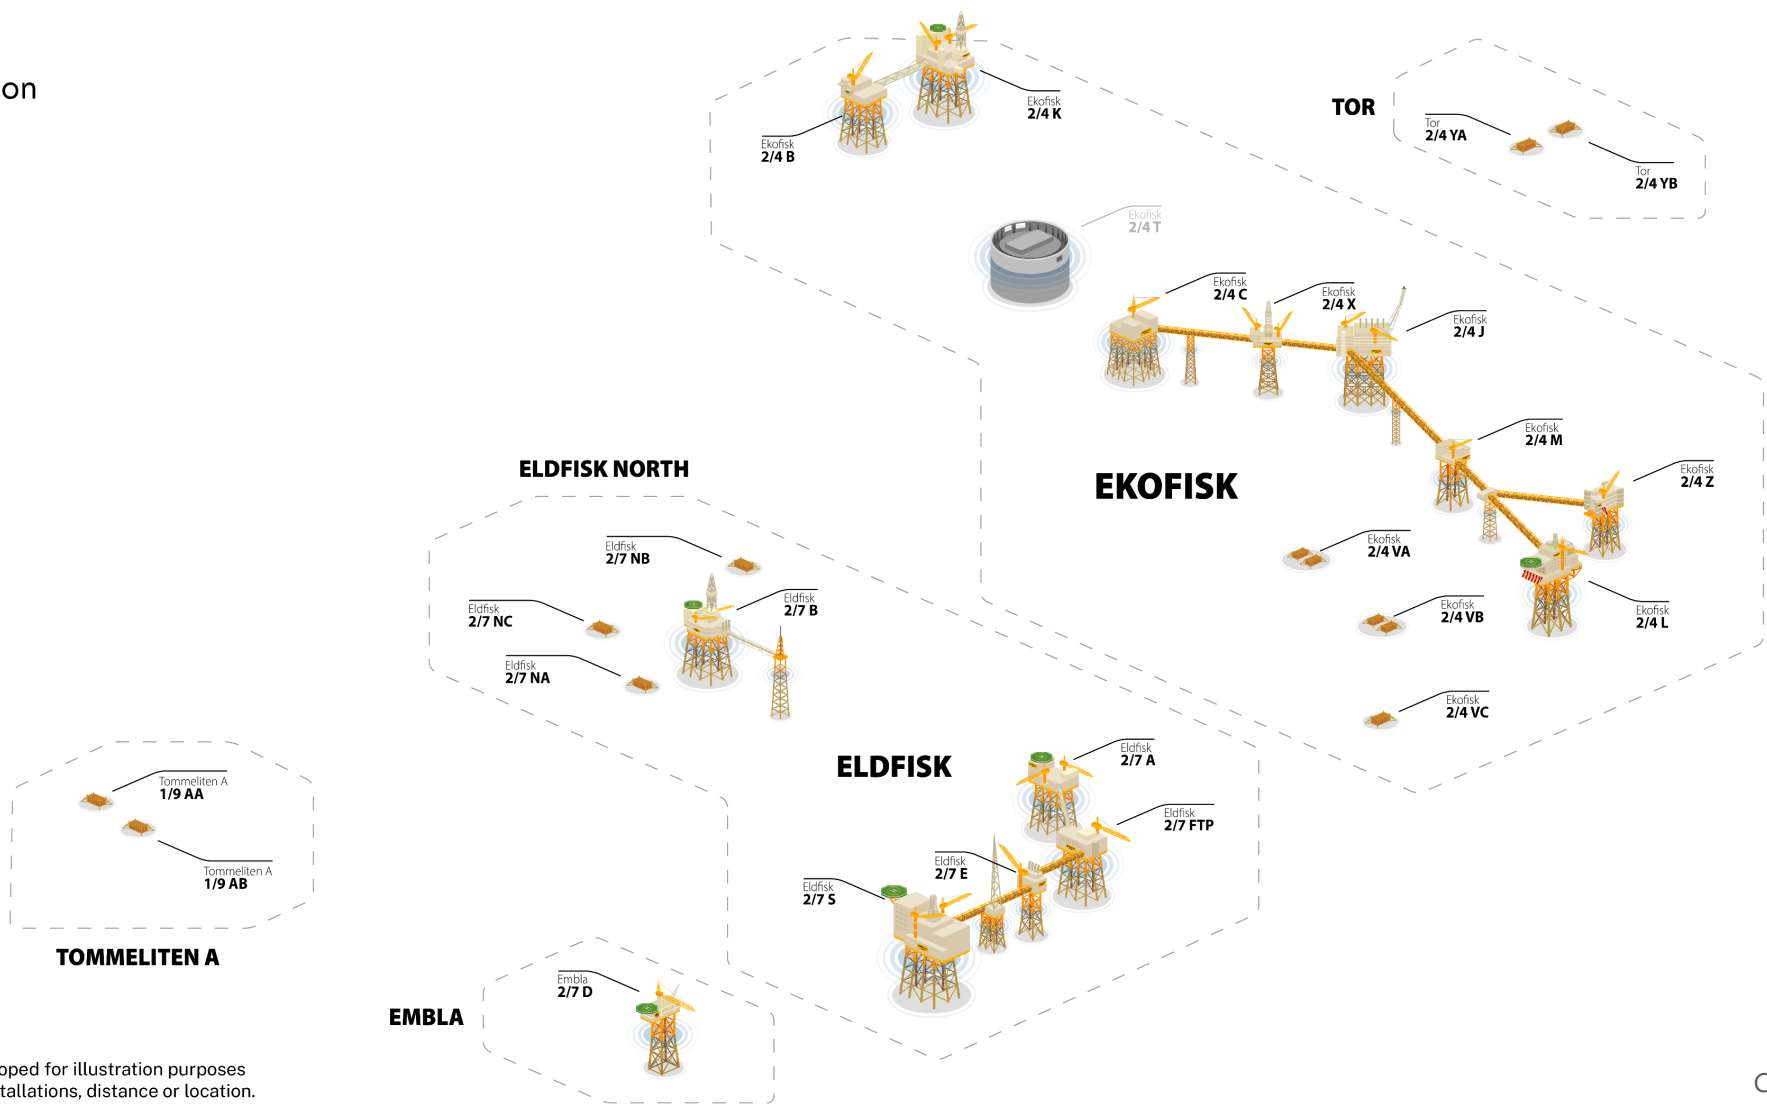 on
Ekofisk
2/4 K
Ekofisk
2/4 B
TOR
Tor
2/4 YA
Tor
2/4 YB
Ekofisk
2/4 T
Ekofisk
2/4 C
Ekofisk
2/4 X
Ekofisk
2/4 J
Ekofisk
2/4 M
Ekofisk
2/4 Z
EKOFISK
Ekofisk
2/4 VA
Ekofisk
2/4 VB
Ekofisk
2/4 L
Ekofisk
2/4 VC
ELDFISK NORTH
Eldfisk
2/7 NB
Eldfisk
2/7 B
Eldfisk
2/7 NC
Eldfisk
2/7 NA
ELDFISK
Eldfisk
2/7 A
Eldfisk
2/7 FTP
Eldfisk
2/7 E
Eldfisk
2/7 S
Tommeliten A
1/9 AA
Tommeliten A
1/9 AB
TOMMELITEN A
EMBLA
Embla
2/7 D
oped for illustration purposes
tallations, distance or location.